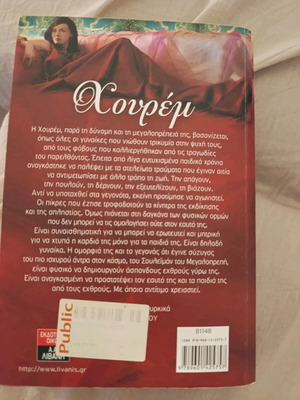 Χουρέμ
Η Χουρέμ, παρά τη δύναμη και τη μεγαλοπρέπειά της, βασανίζεται,
όπως όλες οι γυναίκες που νιώθουν τρικυμία στην ψυχή τους,
από τους φόβους που καλλιεργήθηκαν από τις τραγωδίες
του παρελθόντος. Έπειτα από λίγα ευτυχισμένα παιδικά χρόνια
αναγκάστηκε να παλέψει με τα ατελείωτα τραύματα που έγιναν αιτία
να αντιμετωπίσει με άλλο τρόπο τη ζωή. Την απάγουν,
την πουλούν, τη δέρνουν, την εξευτελίζουν, τη βιάζουν.
Αντί να υποταχθεί στα γεγονότα, εκείνη προτίμησε να αγωνιστεί.
Οι πίκρες που έζησε τροφοδοτούν τα κέντρα της εκδίκησης
και της απληστίας. Όμως πιάνεται στη δαγκάνα των φυσικών ορμών
και δεν μπορεί να τις ομολογήσει ούτε στον εαυτό της.
Είναι συναισθηματική για να μπορεί να ερωτευτεί και μητρική
για να χτυπά η καρδιά της μόνο για τα παιδιά της. Είναι δηλαδή
γυναίκα. Η ομορφιά της και το γεγονός ότι έγινε σύζυγος
του πιο ισχυρού άντρα στον κόσμο, του Σουλεϊμάν του Μεγαλοπρεπή,
είναι φυσικό να δημιουργούν άσπονδους εχθρούς γύρω της.
Είναι αναγκασμένη να προστατέψει τον εαυτό της και τα παιδιά της
από τους εχθρούς. Με όποιο αντίτιμο χρειαστεί.
ΕΚΔΟΤ
ΟΙΚΟ
Α.Α.
ΛΙΒΑΝΗ
Public
81148
http://www.livanis.gr